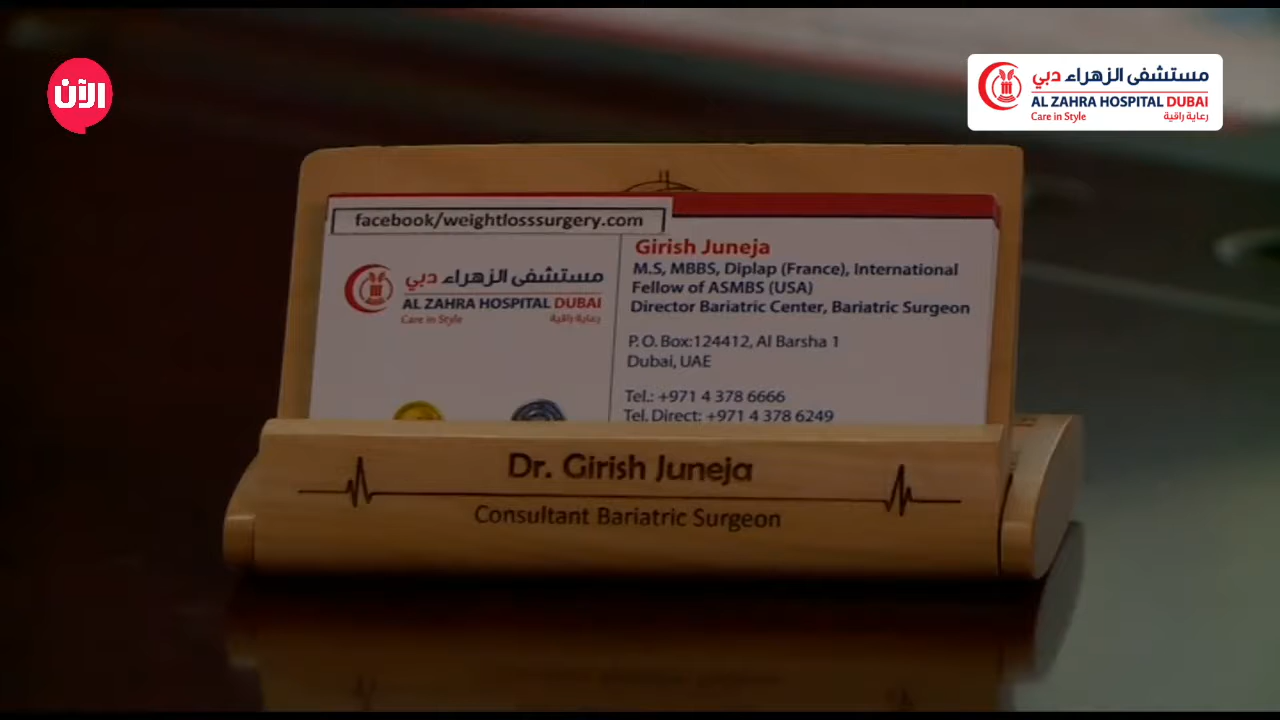 الآن
مستشفى الزهراء دبي
AL ZAHRA HOSPITAL DUBAI
Care in Style رعاية راقية
facebook/weightlosssurgery.com
مستشفى الزهراء دبي
AL ZAHRA HOSPITAL DUBAI
Care in Style رعاية راقية
Girish Juneja
M.S, MBBS, Diplap (France), International
Fellow of ASMBS (USA)
Director Bariatric Center, Bariatric Surgeon
P.O. Box:124412, Al Barsha 1
Dubai, UAE
Tel.: +971 4 378 6666
Tel. Direct: +971 4 378 6249
Dr. Girish Juneja
Consultant Bariatric Surgeon